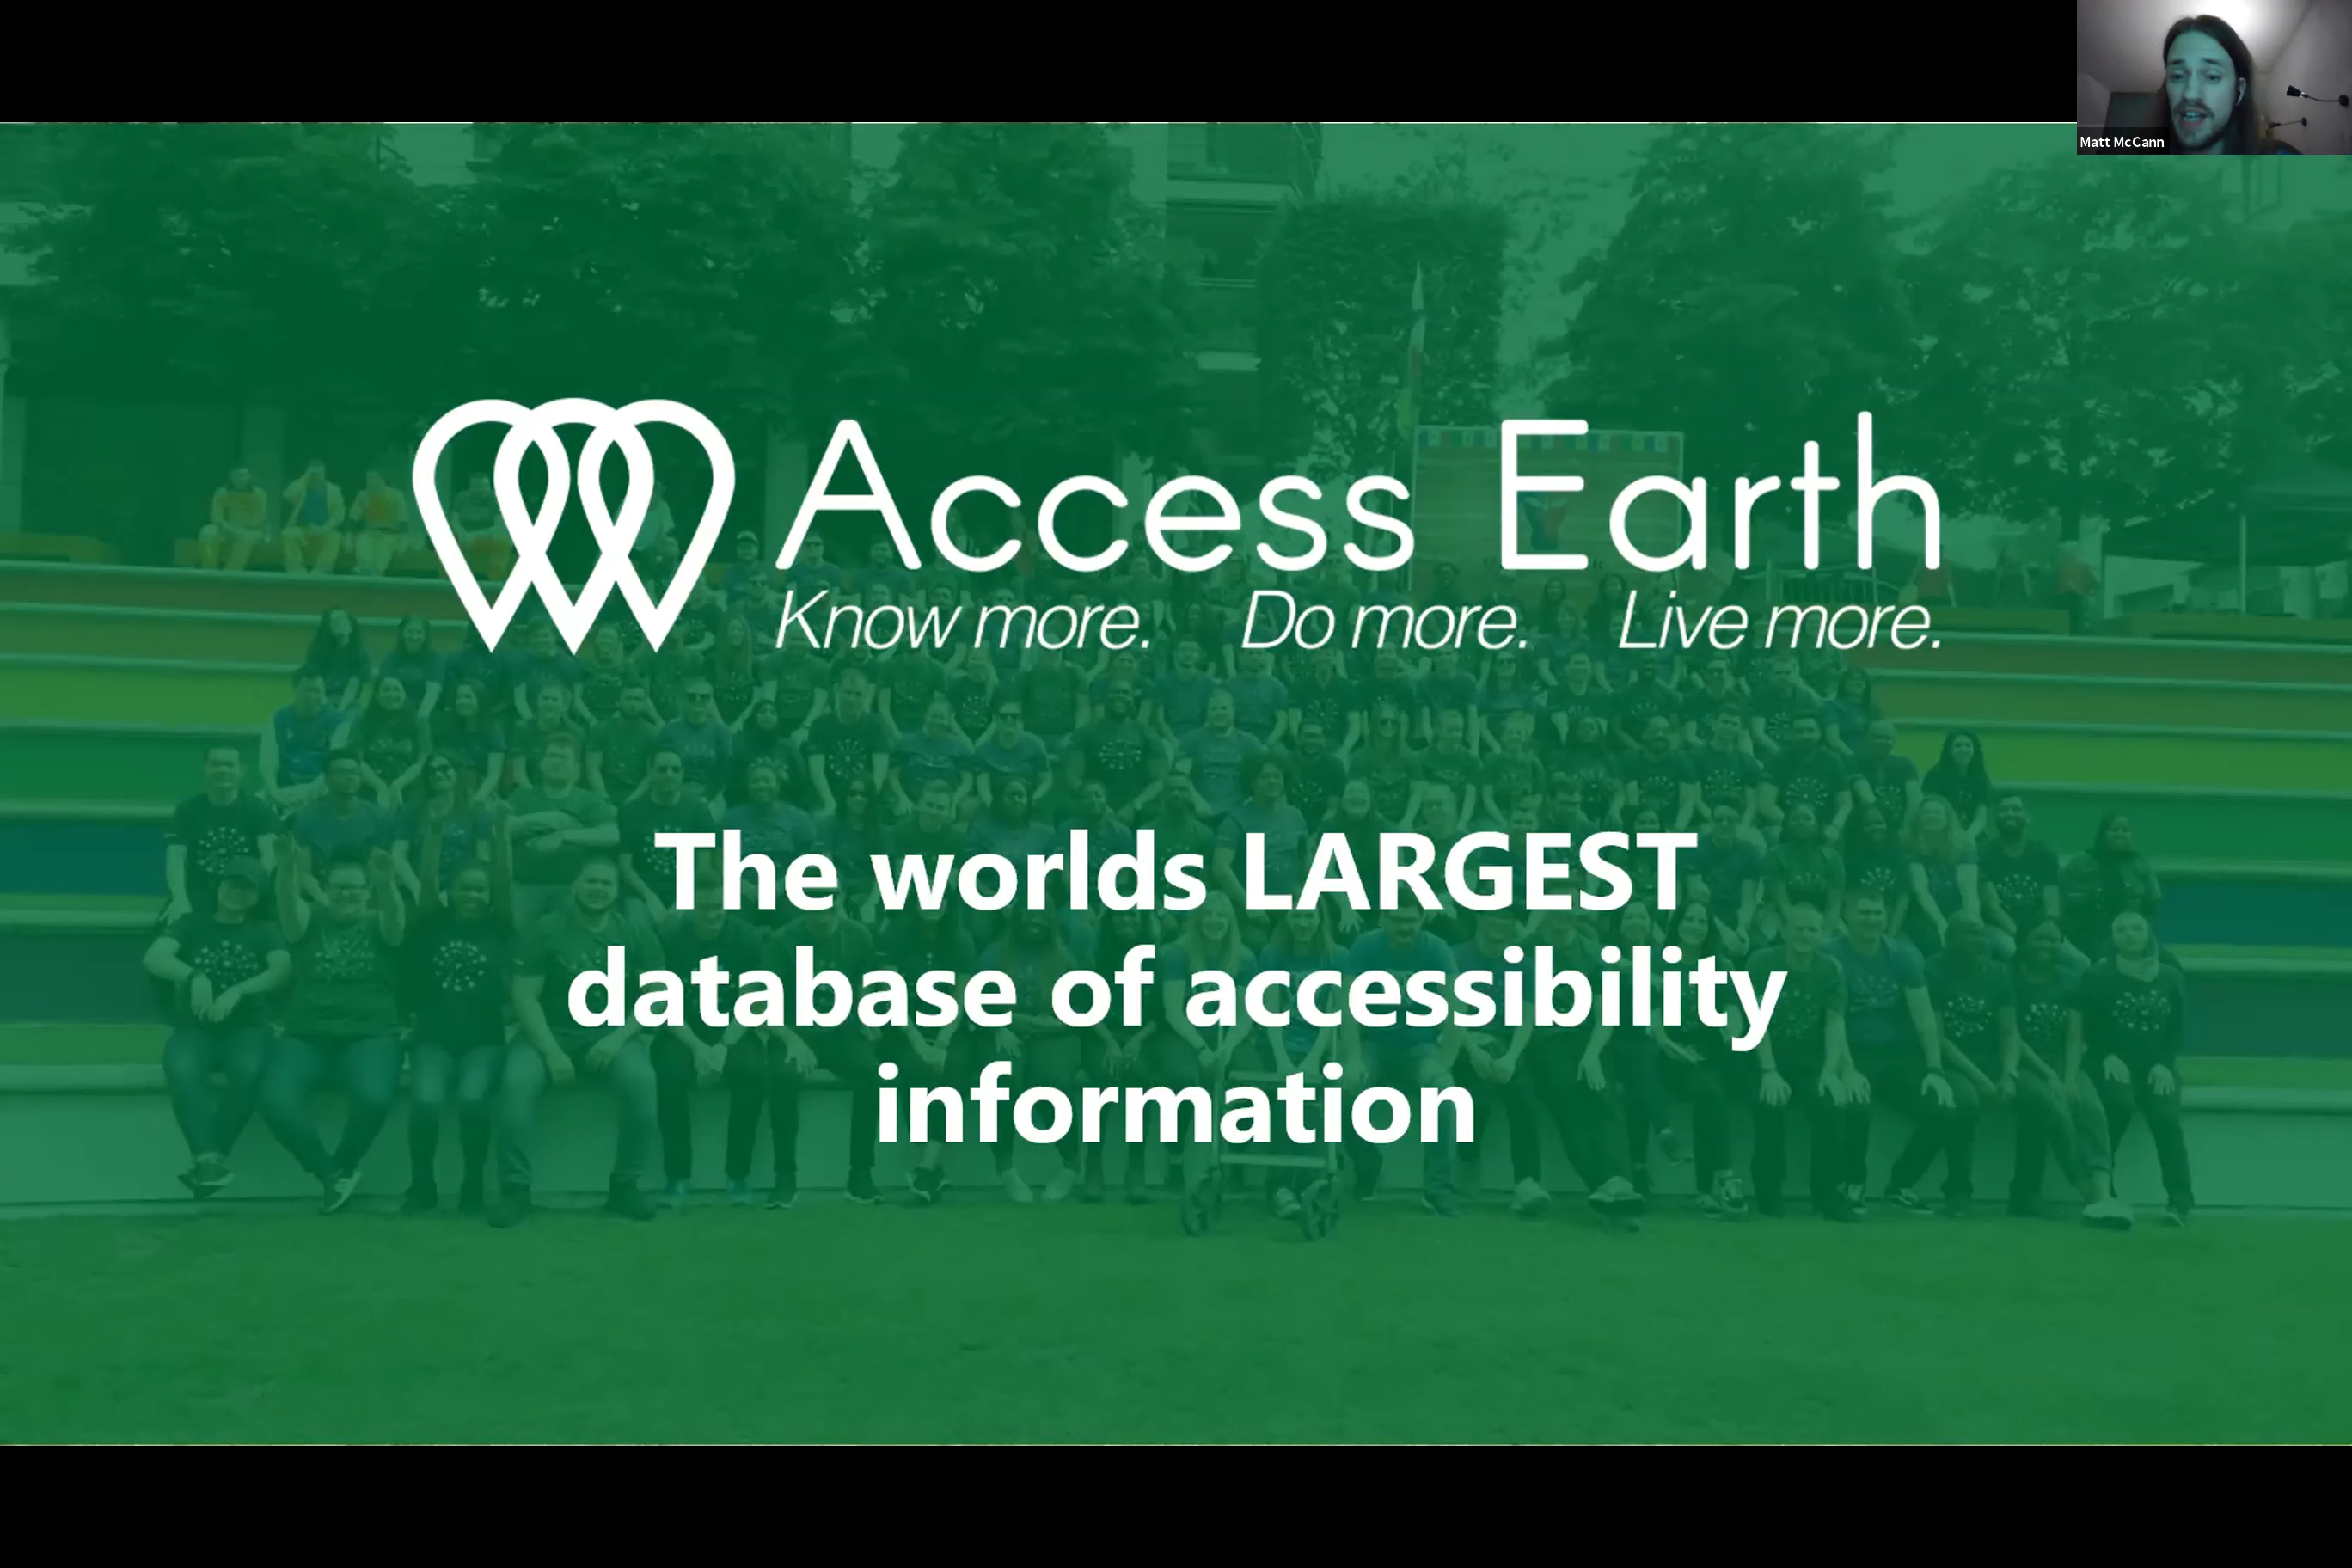 Matt McCann
Access Earth
Know more. Do more. Live more.
The worlds LARGEST
database of accessibility
information